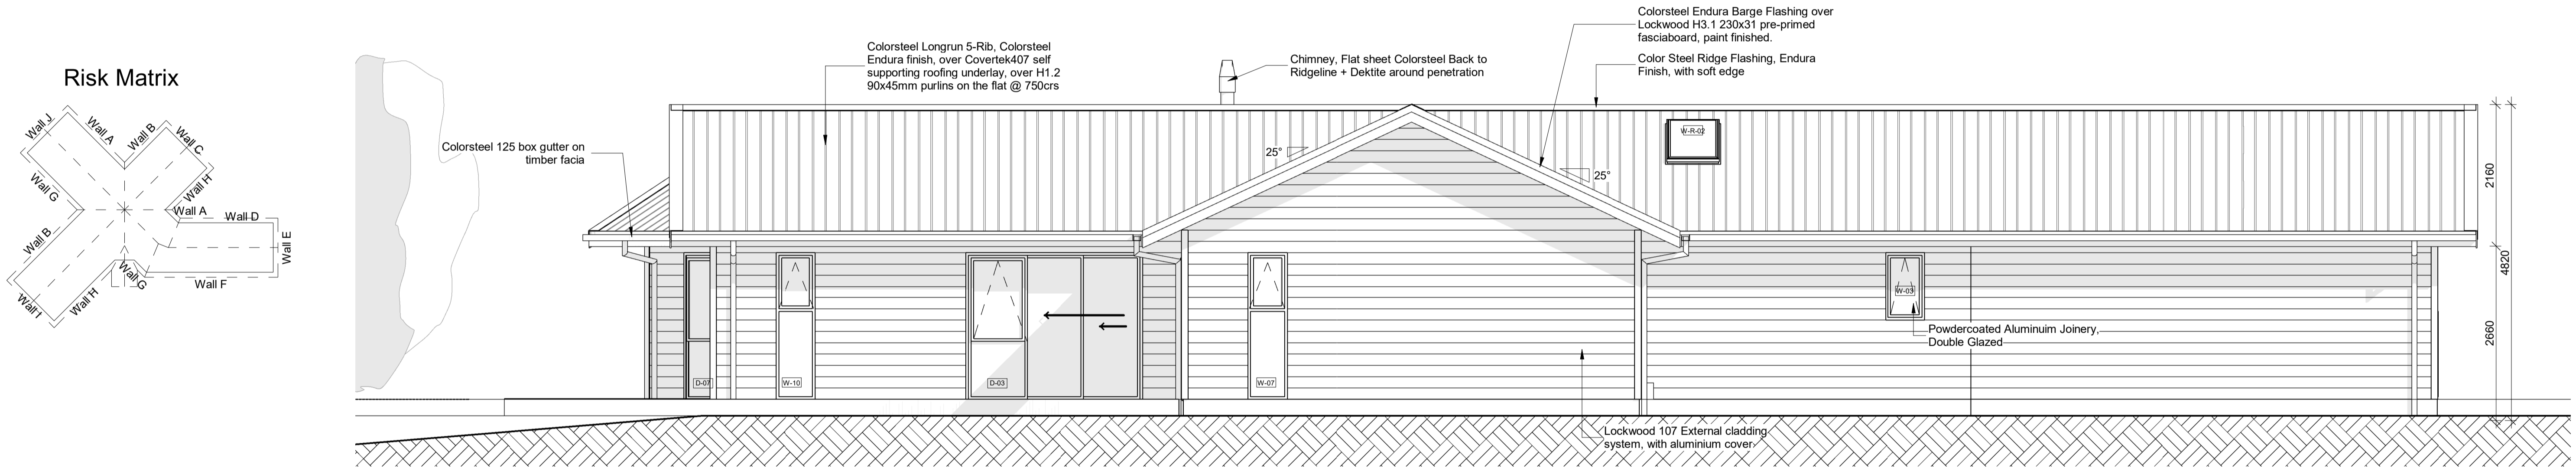 Risk Matrix
Wall J
Wall A
Wall B
Wall C
Wall G
Wall H
Wall A
Wall D
Wall E
Wall B
Wall G
Wall F
Wall H
Wall I
Colorsteel Longrun 5-Rib, Colorsteel
Endura finish, over Covertek407 self
supporting roofing underlay, over H1.2
90x45mm purlins on the flat @ 750crs
Chimney, Flat sheet Colorsteel Back to
Ridgeline + Dektite around penetration
Colorsteel Endura Barge Flashing over
Lockwood H3.1 230x31 pre-primed
fasciaboard, paint finished.
Color Steel Ridge Flashing, Endura
Finish, with soft edge
Colorsteel 125 box gutter on
timber facia
25°
25°
W-R-02
2160
4820
2660
W-03
Powdercoated Aluminuim Joinery,
Double Glazed
D-07
W-10
D-03
W-07
Lockwood 107 External cladding
system, with aluminium cover